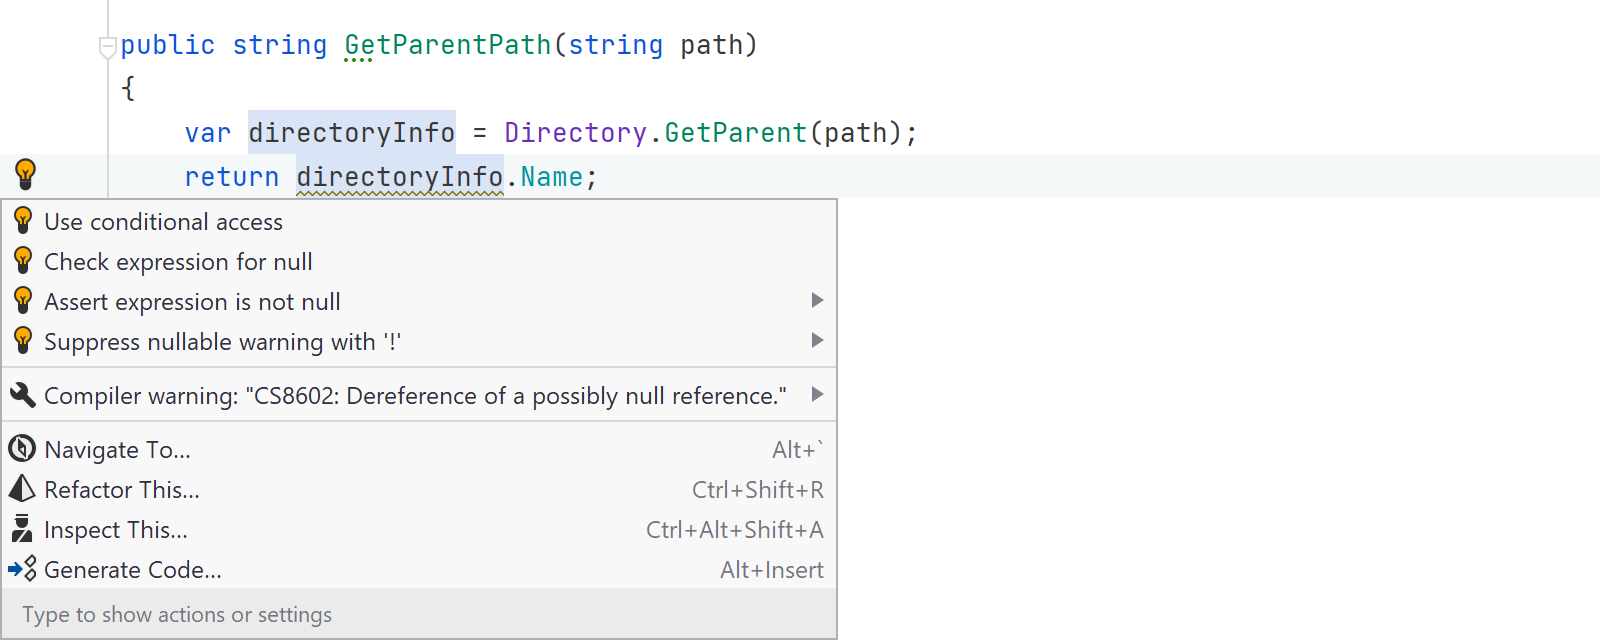 public string GetParentPath(string path)
{
var directoryInfo = Directory.GetParent(path);
return directoryInfo.Name;
Use conditional access
Check expression for null
Assert expression is not null
Suppress nullable warning with '!'
Compiler warning: "CS8602: Dereference of a possibly null reference."
Navigate To... Alt+`
Refactor This... Ctrl+Shift+R
Inspect This... Ctrl+Alt+Shift+A
Generate Code... Alt+Insert
Type to show actions or settings